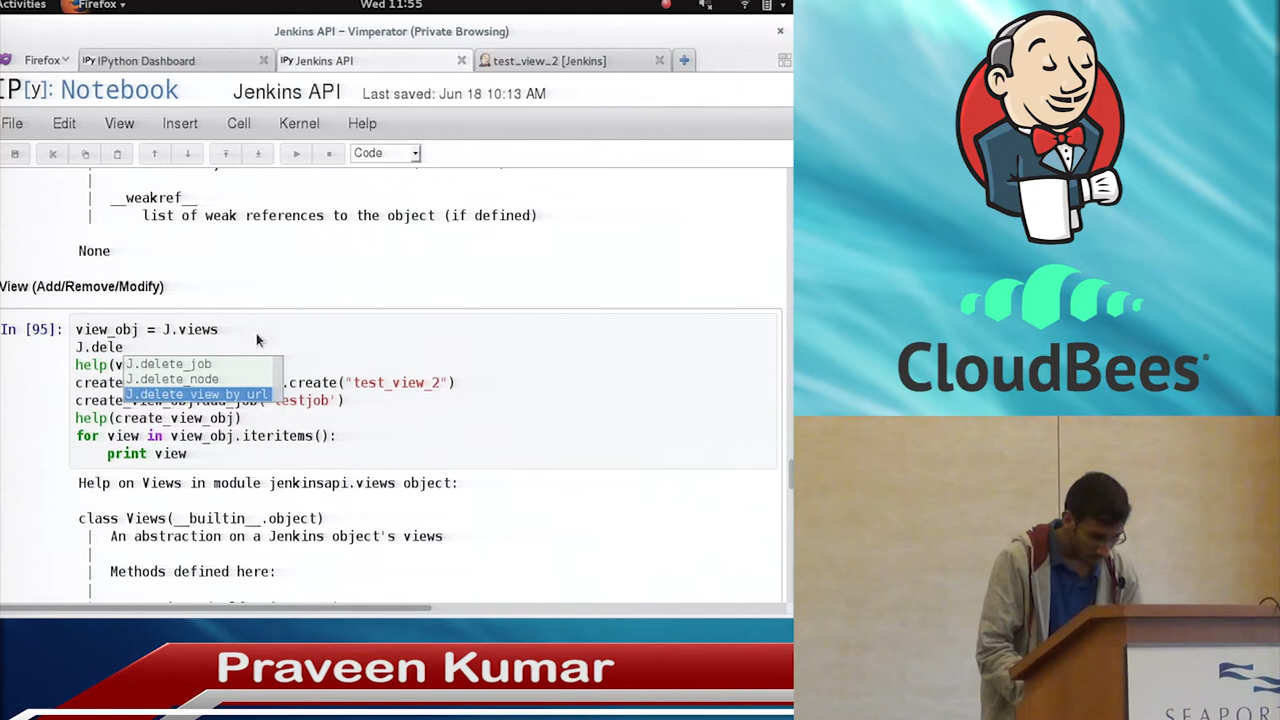 Activities
Firefox
Wed 11:55
Jenkins API – Vimperator (Private Browsing)
Firefox
IPython Dashboard
Jenkins API
test_view_2 [Jenkins]
IP[y]: Notebook
Jenkins API
Last saved: Jun 18 10:13 AM
File Edit View Insert Cell Kernel Help
Code
__weakref__
list of weak references to the object (if defined)
None
View (Add/Remove/Modify)
In [95]:
view_obj = J.views
J.dele
help(v
J.delete_job
J.delete_node
create
.create("test_view_2")
J.delete_view_by_url
help(create_view_obj)
for view in view_obj.iteritems():
print view
Help on Views in module jenkinsapi.views object:
class Views(__builtin__.object)
| An abstraction on a Jenkins object's views
|
| Methods defined here:
|
Praveen Kumar
CloudBees
SEAPOR